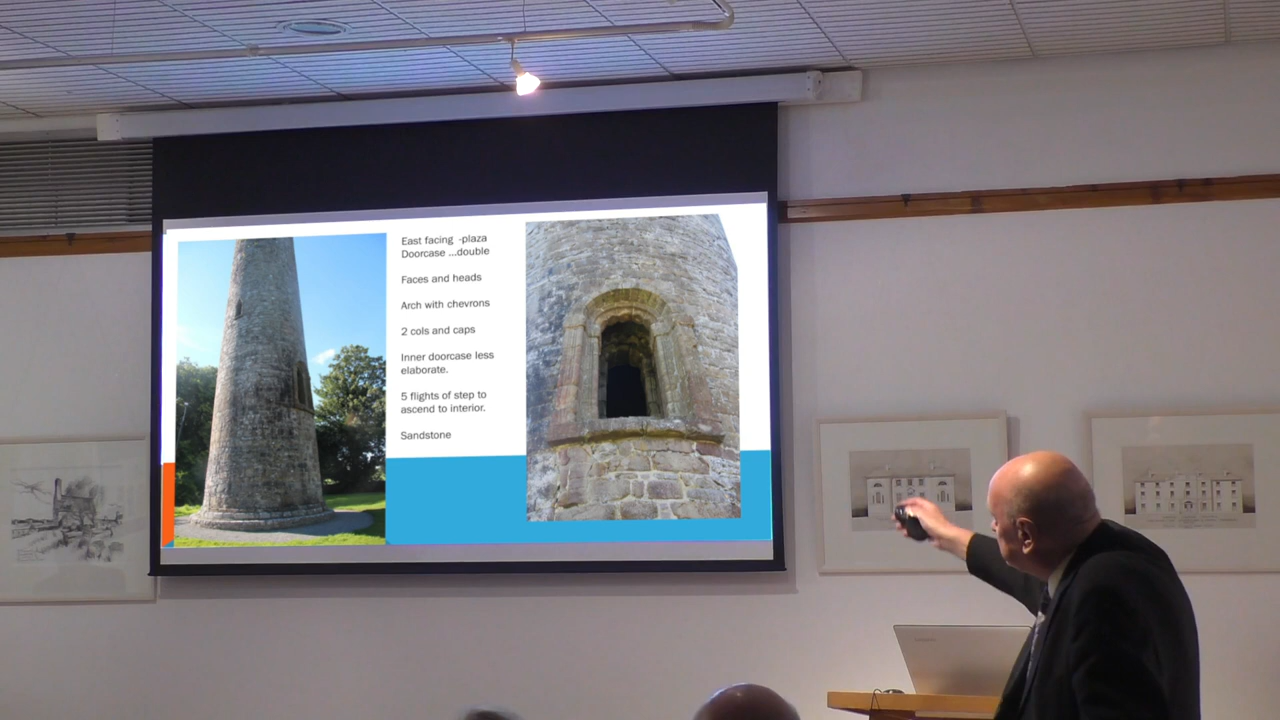 East facing -plaza
Doorcase ...double
Faces and heads
Arch with chevrons
2 cols and caps
Inner doorcase less
elaborate.
5 flights of step to
ascend to interior.
Sandstone